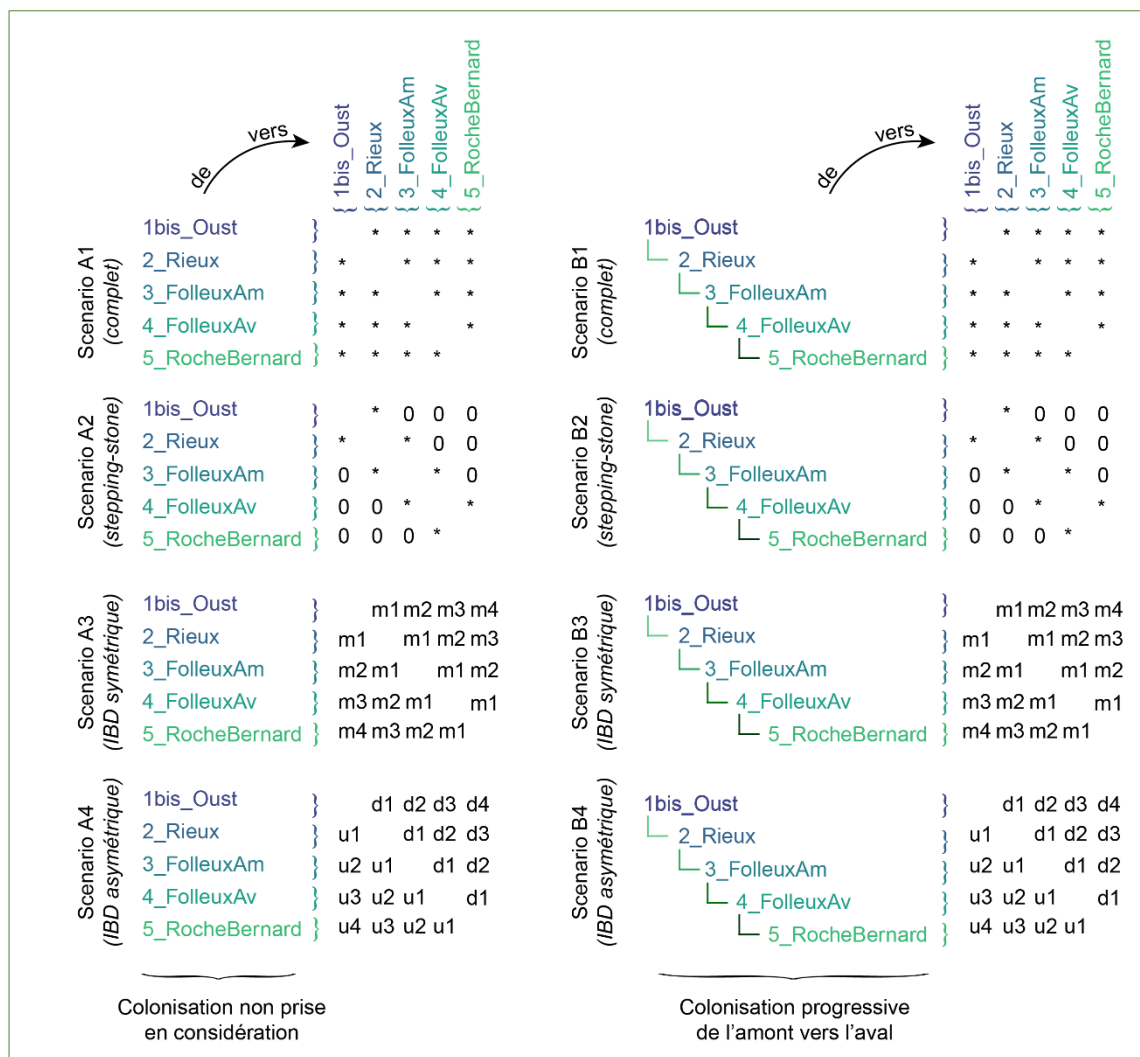 de vers
1bis_Oust
2_Rieux
3_FolleuxAm
4_FolleuxAv
5_RocheBernard
Scenario A1
(complet)
1bis_Oust } * * * *
2_Rieux } * * * *
3_FolleuxAm } * * * *
4_FolleuxAv } * * * *
5_RocheBernard } * * * *
Scenario A2
(stepping-stone)
1bis_Oust } * 0 0 0
2_Rieux } * * 0 0
3_FolleuxAm } 0 * * 0
4_FolleuxAv } 0 0 * *
5_RocheBernard } 0 0 0 *
Scenario A3
(IBD symétrique)
1bis_Oust } m1 m2 m3 m4
2_Rieux } m1 m1 m2 m3
3_FolleuxAm } m2 m1 m1 m2
4_FolleuxAv } m3 m2 m1 m1
5_RocheBernard } m4 m3 m2 m1
Scenario A4
(IBD asymétrique)
1bis_Oust } d1 d2 d3 d4
2_Rieux } u1 d1 d2 d3
3_FolleuxAm } u2 u1 d1 d2
4_FolleuxAv } u3 u2 u1 d1
5_RocheBernard } u4 u3 u2 u1
Colonisation non prise
en considération
de vers
1bis_Oust
2_Rieux
3_FolleuxAm
4_FolleuxAv
5_RocheBernard
Scenario B1
(complet)
1bis_Oust } * * * *
2_Rieux } * * * *
3_FolleuxAm } * * * *
4_FolleuxAv } * * * *
5_RocheBernard } * * * *
Scenario B2
(stepping-stone)
1bis_Oust } * 0 0 0
2_Rieux } * * 0 0
3_FolleuxAm } 0 * * 0
4_FolleuxAv } 0 0 * *
5_RocheBernard } 0 0 0 *
Scenario B3
(IBD symétrique)
1bis_Oust } m1 m2 m3 m4
2_Rieux } m1 m1 m2 m3
3_FolleuxAm } m2 m1 m1 m2
4_FolleuxAv } m3 m2 m1 m1
5_RocheBernard } m4 m3 m2 m1
Scenario B4
(IBD asymétrique)
1bis_Oust } d1 d2 d3 d4
2_Rieux } u1 d1 d2 d3
3_FolleuxAm } u2 u1 d1 d2
4_FolleuxAv } u3 u2 u1 d1
5_RocheBernard } u4 u3 u2 u1
Colonisation progressive
de l'amont vers l'aval